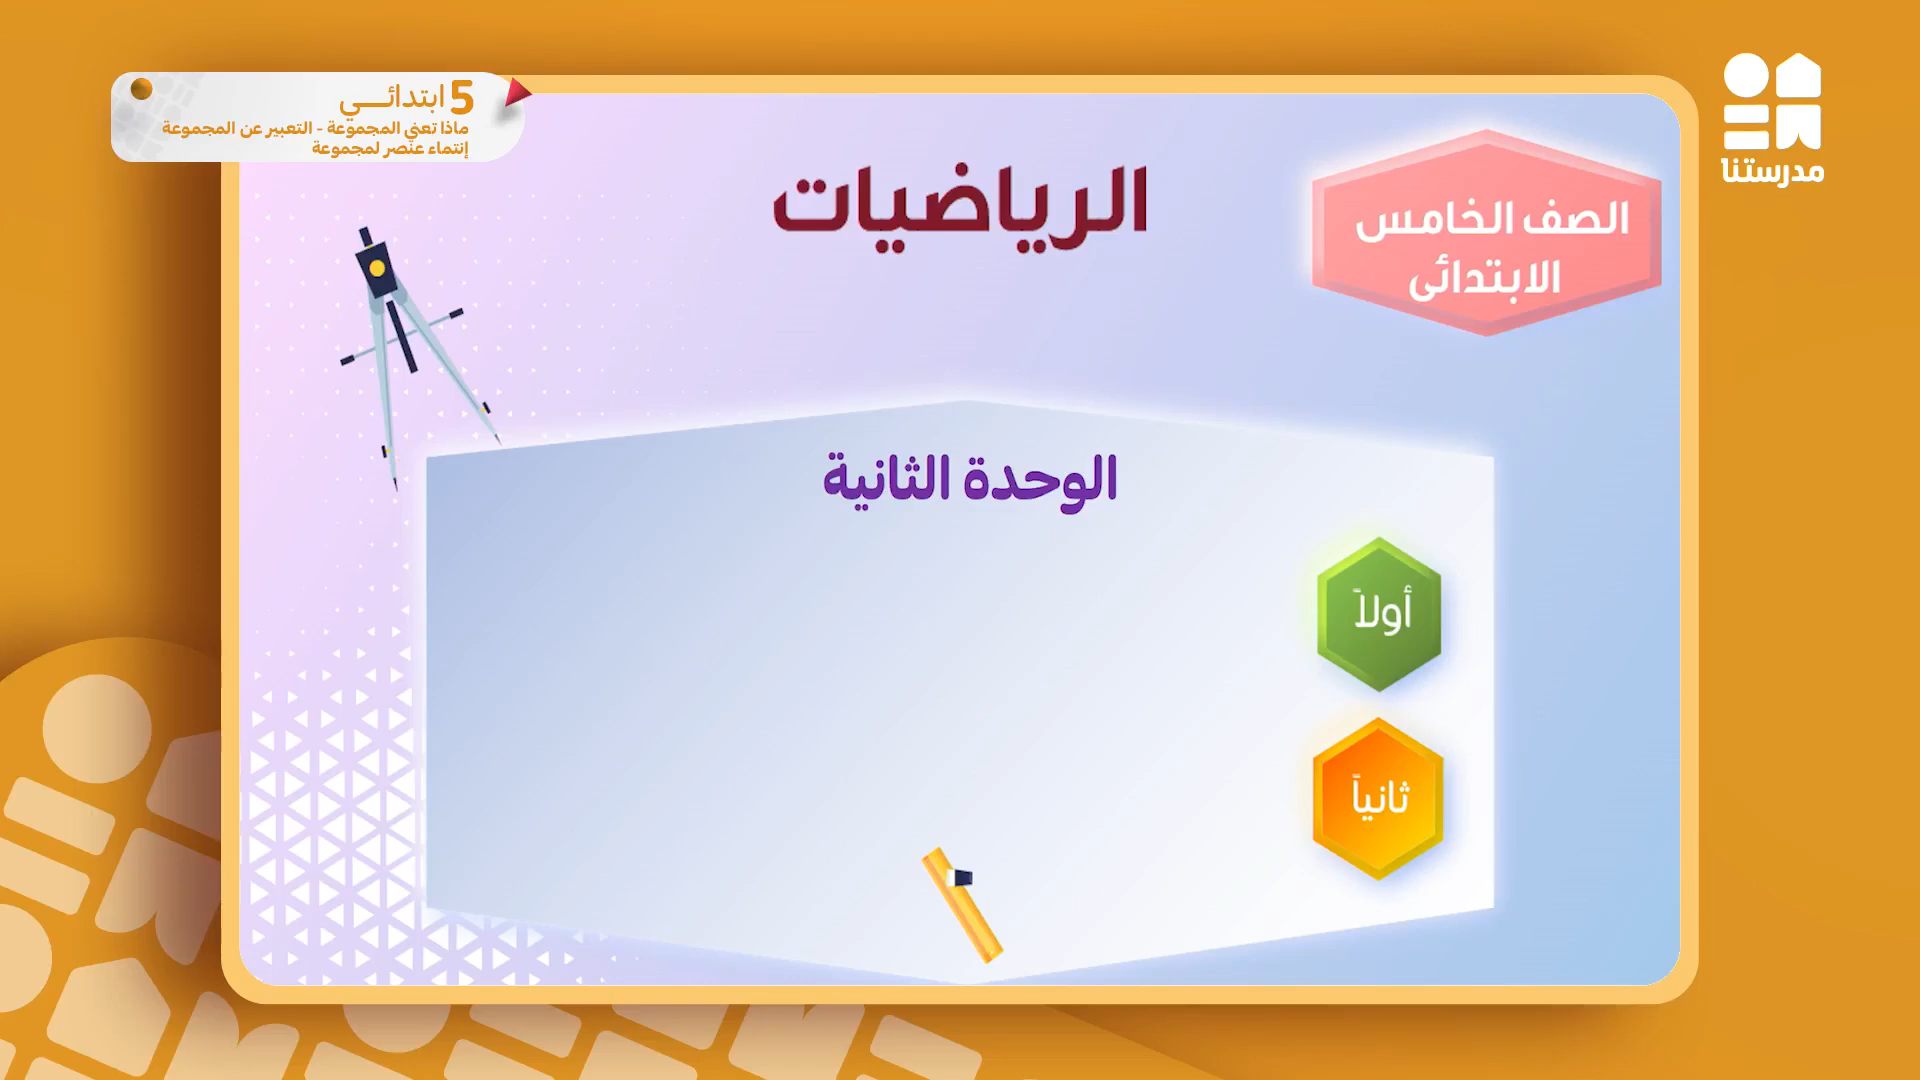 5 ابتدائـــي
ماذا تعني المجموعة - التعبير عن المجموعة
إنتماء عنصر لمجموعة
مدرستنا
الرياضيات
الصف الخامس
الابتدائى
الوحدة الثانية
أولاً
ثانياً